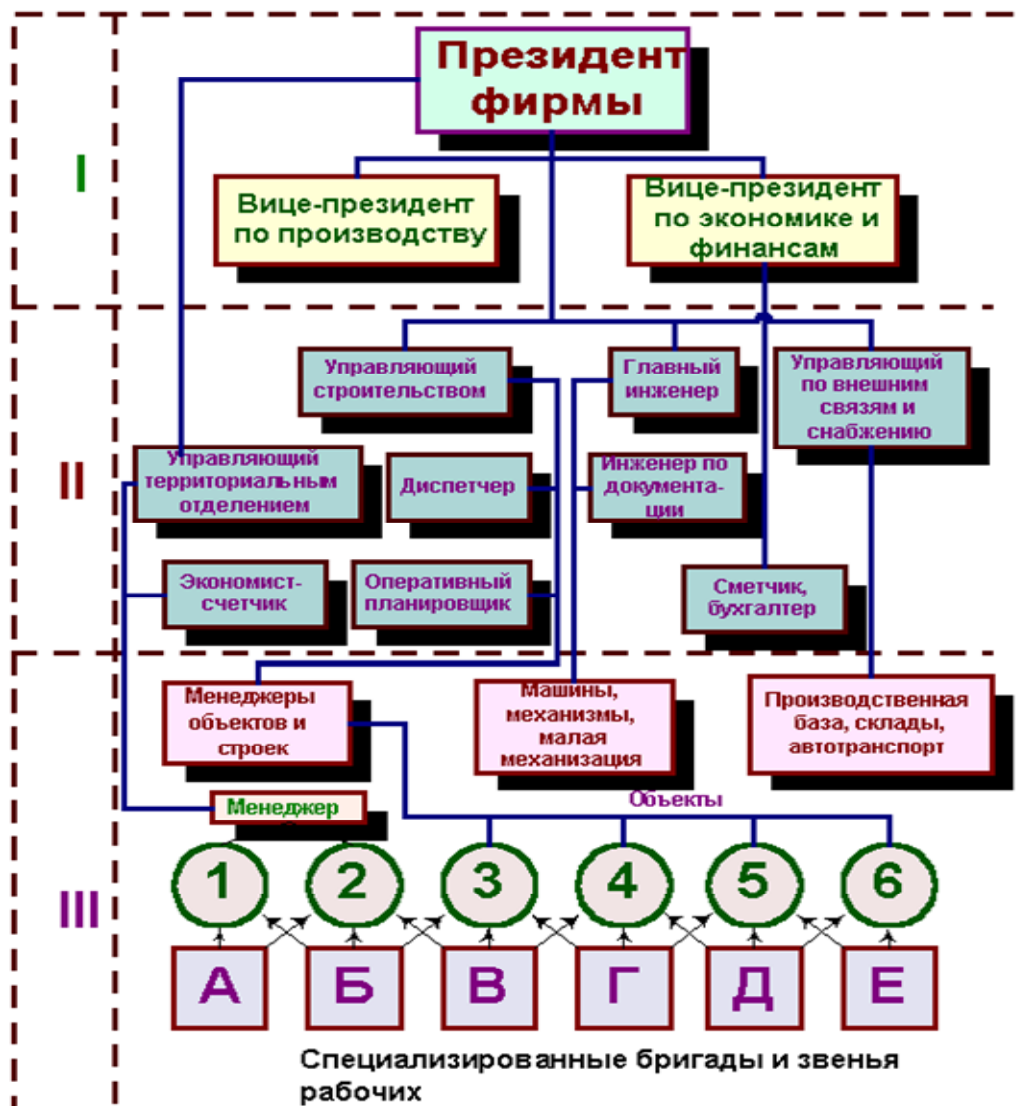 Президент
фирмы
I
Вице-президент
по производству
Вице-президент
по экономике и
финансам
Управляющий
строительством
Главный
инженер
Управляющий
по внешним
связям и
снабжению
II
Управляющий
территориальным
отделением
Диспетчер
Инженер по
документа-
ции
Экономист-
счетчик
Оперативный
планировщик
Сметчик,
бухгалтер
Менеджеры
объектов и
строек
Машины,
механизмы,
малая
механизация
Производственная
база, склады,
автотранспорт
Менеджер
Объекты
III
1 2 3 4 5 6
А Б В Г Д Е
Специализированные бригады и звенья
рабочих